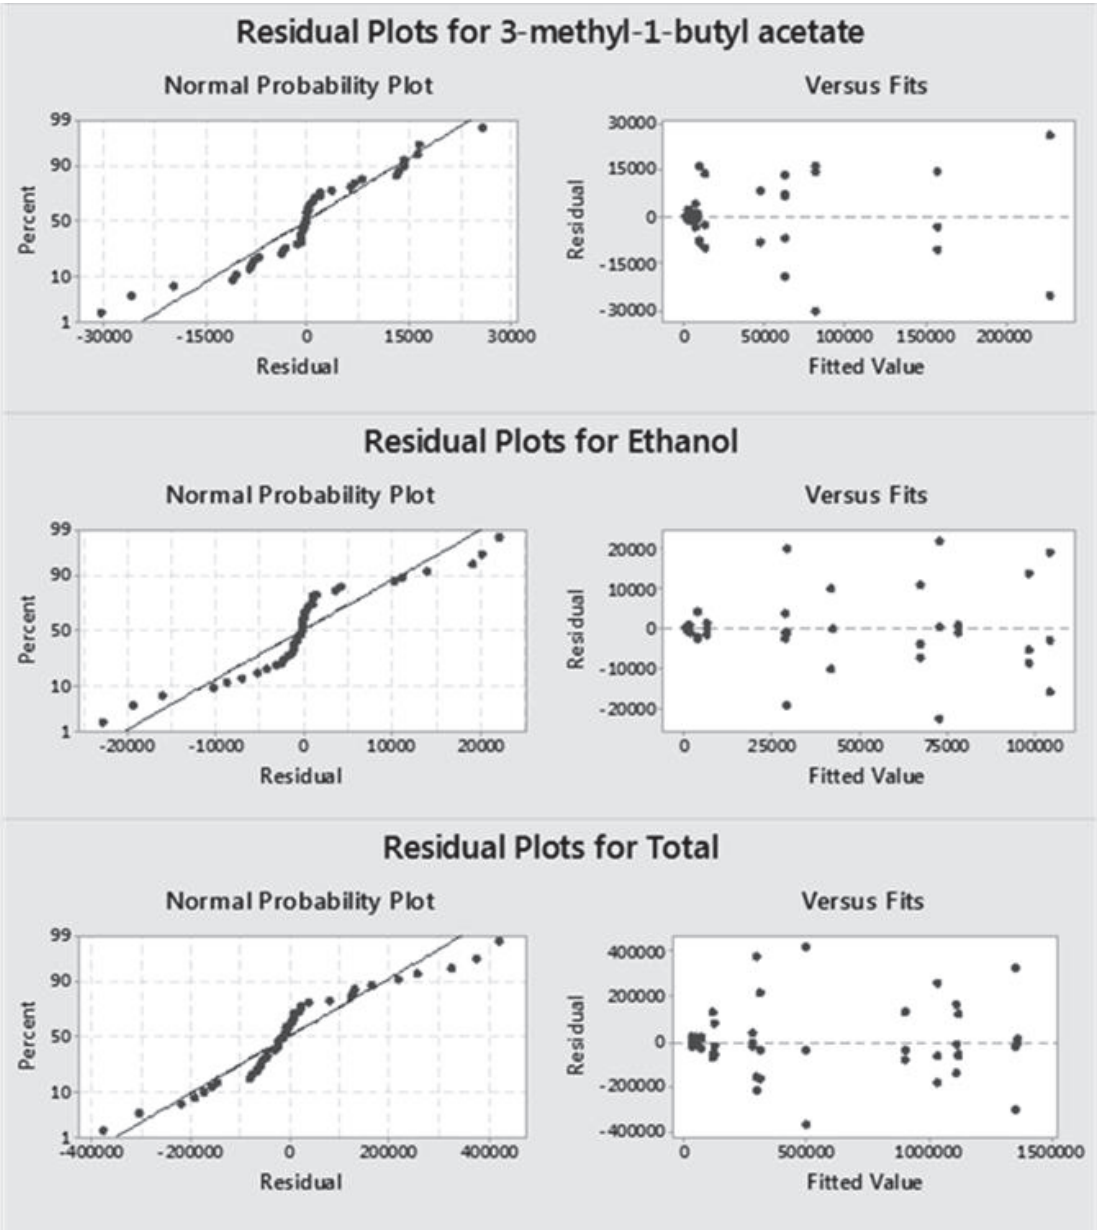 Residual Plots for 3-methyl-1-butyl acetate
Normal Probability Plot
Versus Fits
99
90
50
10
1
Percent
-30000 -15000 0 15000 30000
Residual
30000
15000
0
-15000
-30000
Residual
0 50000 100000 150000 200000
Fitted Value
Residual Plots for Ethanol
Normal Probability Plot
Versus Fits
99
90
50
10
1
Percent
-20000 -10000 0 10000 20000
Residual
20000
10000
0
-10000
-20000
Residual
0 25000 50000 75000 100000
Fitted Value
Residual Plots for Total
Normal Probability Plot
Versus Fits
99
90
50
10
1
Percent
-400000 -200000 0 200000 400000
Residual
400000
200000
0
-200000
-400000
Residual
0 500000 1000000 1500000
Fitted Value